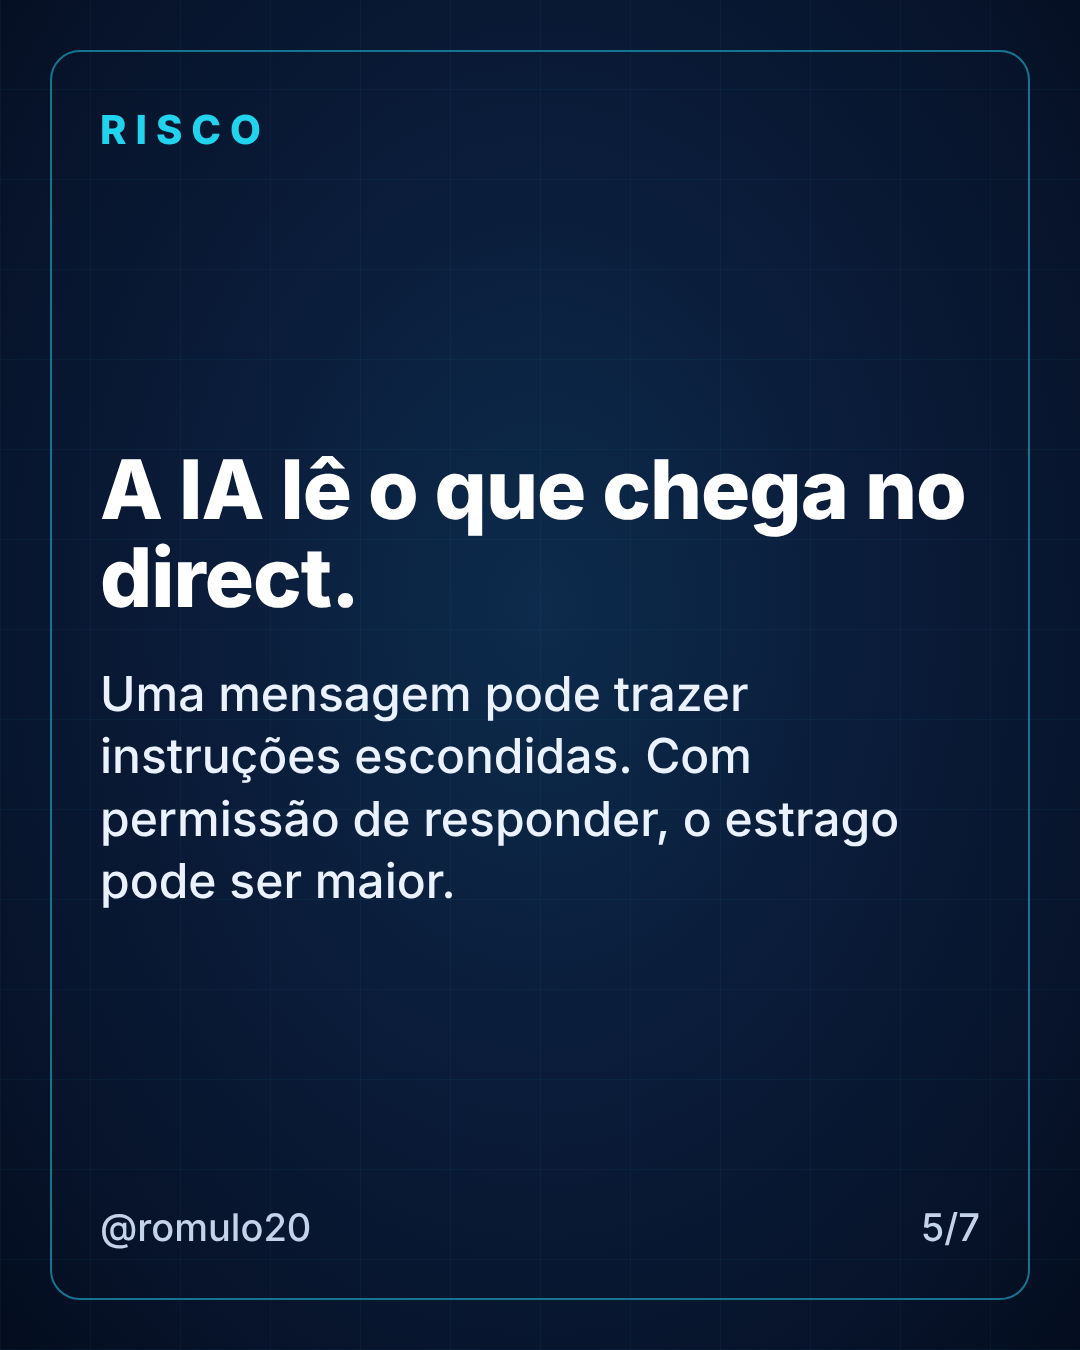 RISCO
A IA lê o que chega no
direct.
Uma mensagem pode trazer
instruções escondidas. Com
permissão de responder, o estrago
pode ser maior.
@romulo20
5/7